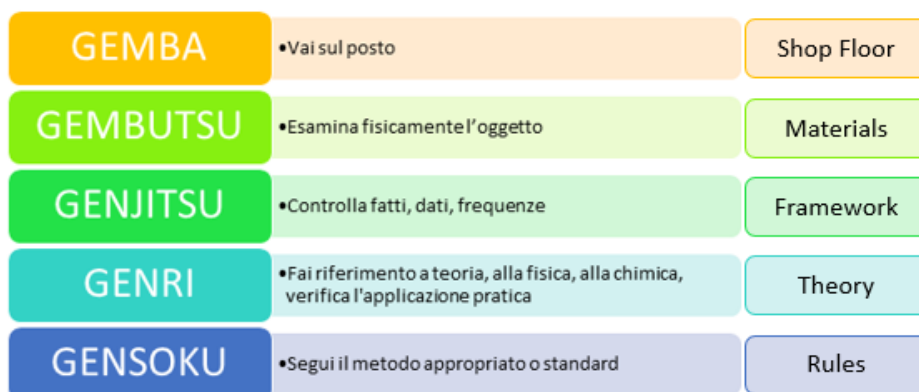 GEMBA
•Vai sul posto
Shop Floor
GEMBUTSU
•Esamina fisicamente l'oggetto
Materials
GENJITSU
•Controlla fatti, dati, frequenze
Framework
GENRI
•Fai riferimento a teoria, alla fisica, alla chimica,
verifica l'applicazione pratica
Theory
GENSOKU
•Segui il metodo appropriato o standard
Rules